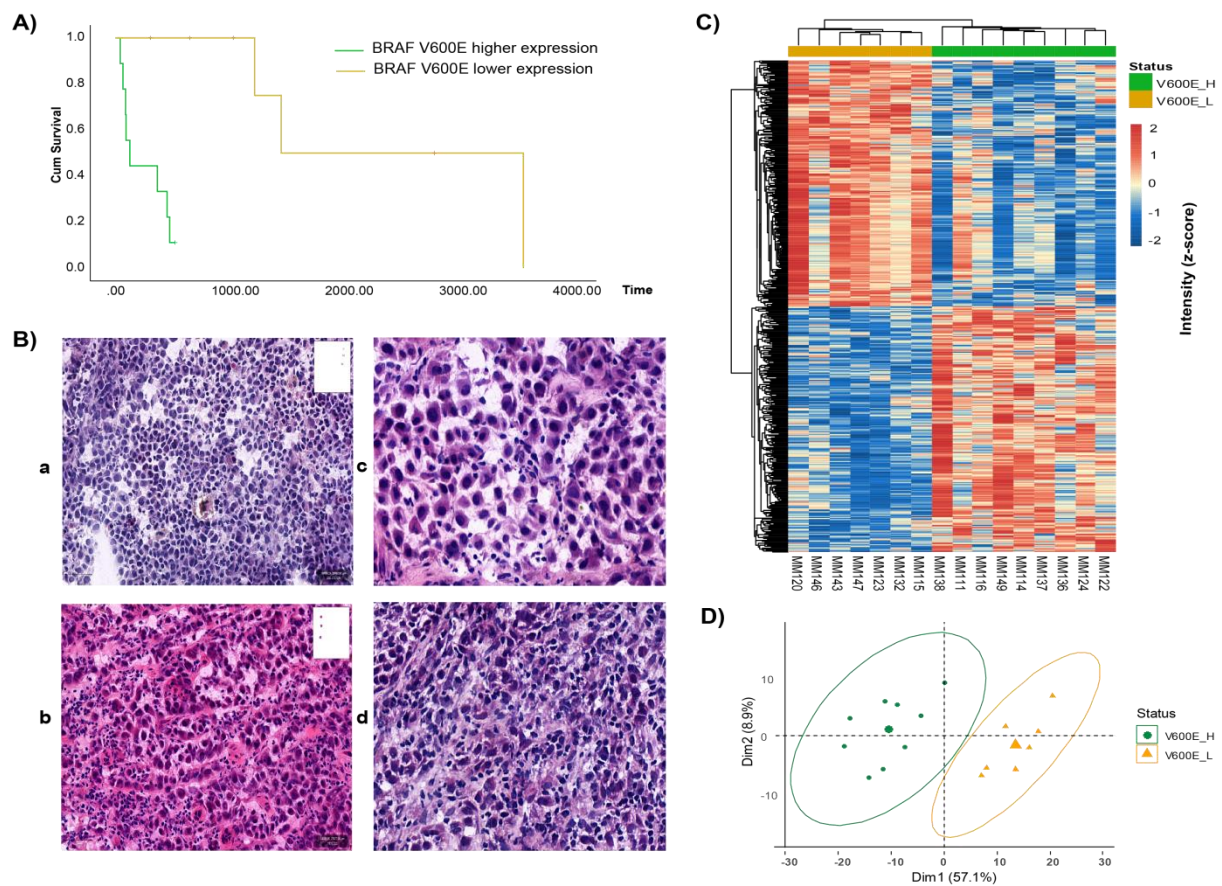 A)
1.0
0.8
0.6
0.4
0.2
0.0
Cum Survival
BRAF V600E higher expression
BRAF V600E lower expression
.00 1000.00 2000.00 3000.00 4000.00 Time
B)
a
c
b
d
C)
Status
V600E_H
V600E_L
2
1
0
-1
-2
Intensity (z-score)
MM120
MM146
MM143
MM147
MM123
MM132
MM115
MM138
MM111
MM116
MM149
MM114
MM137
MM136
MM124
MM122
D)
10
0
-10
Dim2 (8.9%)
-30 -20 -10 0 10 20 30
Dim1 (57.1%)
Status
V600E_H
V600E_L